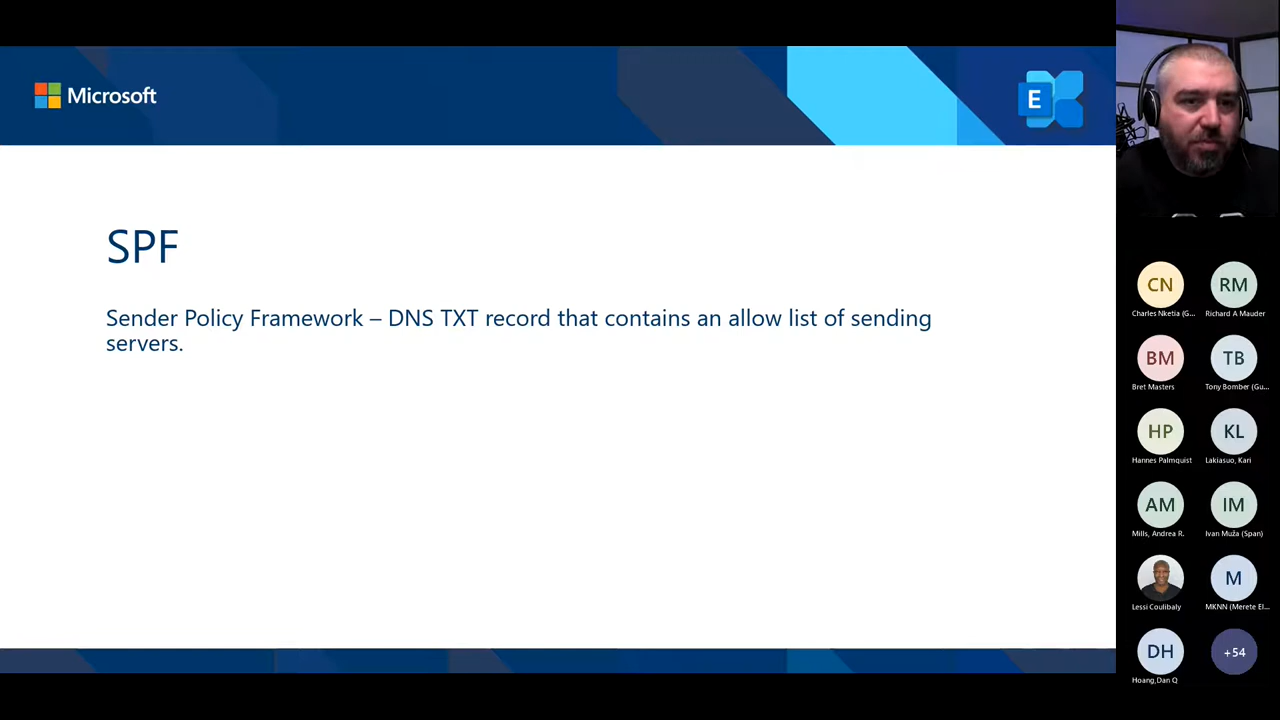 Microsoft
E
SPF
Sender Policy Framework – DNS TXT record that contains an allow list of sending
servers.
CN
RM
Charles Nketia (G...
Richard A Mauder
BM
TB
Bret Masters
Tony Bomber (Gu...
HP
KL
Hannes Palmquist
Lakiasuo, Kari
AM
IM
Mills, Andrea R.
Ivan Muža (Span)
M
Lessi Coulibaly
MKNN (Merete El...
DH
+54
Hoang,Dan Q